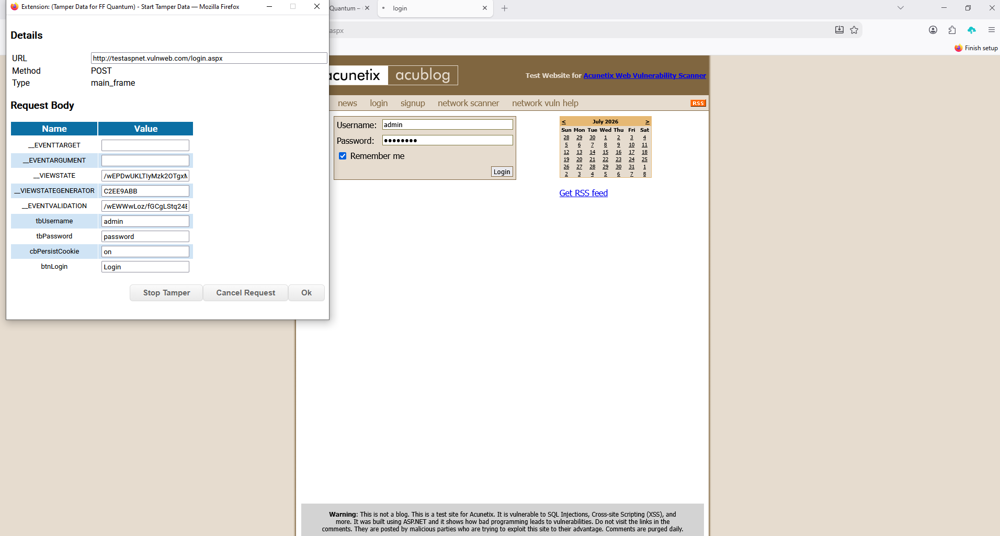 Extension: (Tamper Data for FF Quantum) - Start Tamper Data — Mozilla Firefox
Quantum –
login
aspx
Finish setup
Details
URL http://testaspnet.vulnweb.com/login.aspx
Method POST
Type main_frame
Request Body
Name Value
__EVENTTARGET
__EVENTARGUMENT
__VIEWSTATE /wEPDwUKLTIyMzk2OTgxM
__VIEWSTATEGENERATOR C2EE9ABB
__EVENTVALIDATION /wEWWwLoz/fGCgLStq24E
tbUsername admin
tbPassword password
cbPersistCookie on
btnLogin Login
Stop Tamper Cancel Request Ok
acunetix acublog
Test Website for Acunetix Web Vulnerability Scanner
news login signup network scanner network vuln help RSS
Username: admin
Password: ●●●●●●●●
Remember me
Login
< July 2026 >
Sun Mon Tue Wed Thu Fri Sat
28 29 30 1 2 3 4
5 6 7 8 9 10 11
12 13 14 15 16 17 18
19 20 21 22 23 24 25
26 27 28 29 30 31 1
2 3 4 5 6 7 8
Get RSS feed
Warning: This is not a blog. This is a test site for Acunetix. It is vulnerable to SQL Injections, Cross-site Scripting (XSS), and
more. It was built using ASP.NET and it shows how bad programming leads to vulnerabilities. Do not visit the links in the
comments. They are posted by malicious parties who are trying to exploit this site to their advantage. Comments are purged daily.